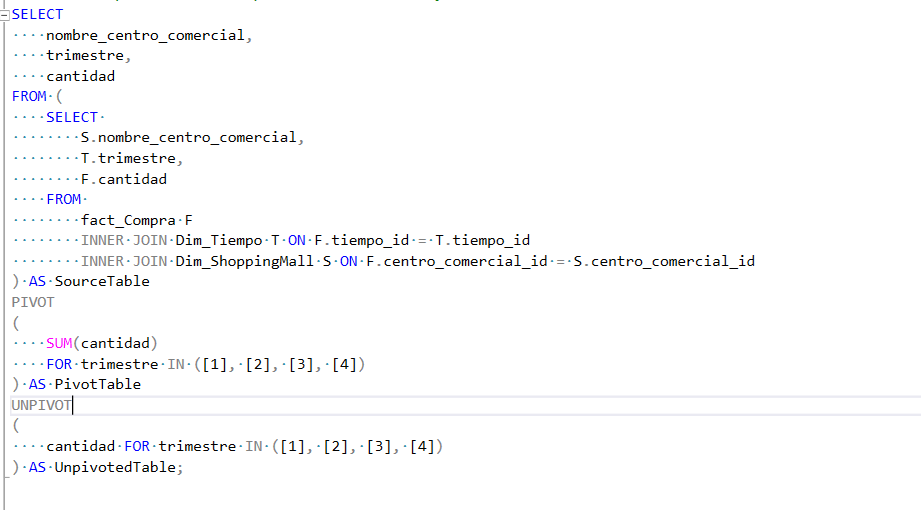 SELECT
    nombre_centro_comercial,
    trimestre,
    cantidad
FROM (
    SELECT
        S.nombre_centro_comercial,
        T.trimestre,
        F.cantidad
    FROM
        fact_Compra F
        INNER JOIN Dim_Tiempo T ON F.tiempo_id = T.tiempo_id
        INNER JOIN Dim_ShoppingMall S ON F.centro_comercial_id = S.centro_comercial_id
) AS SourceTable
PIVOT
(
    SUM(cantidad)
    FOR trimestre IN ([1], [2], [3], [4])
) AS PivotTable
UNPIVOT
(
    cantidad FOR trimestre IN ([1], [2], [3], [4])
) AS UnpivotedTable;